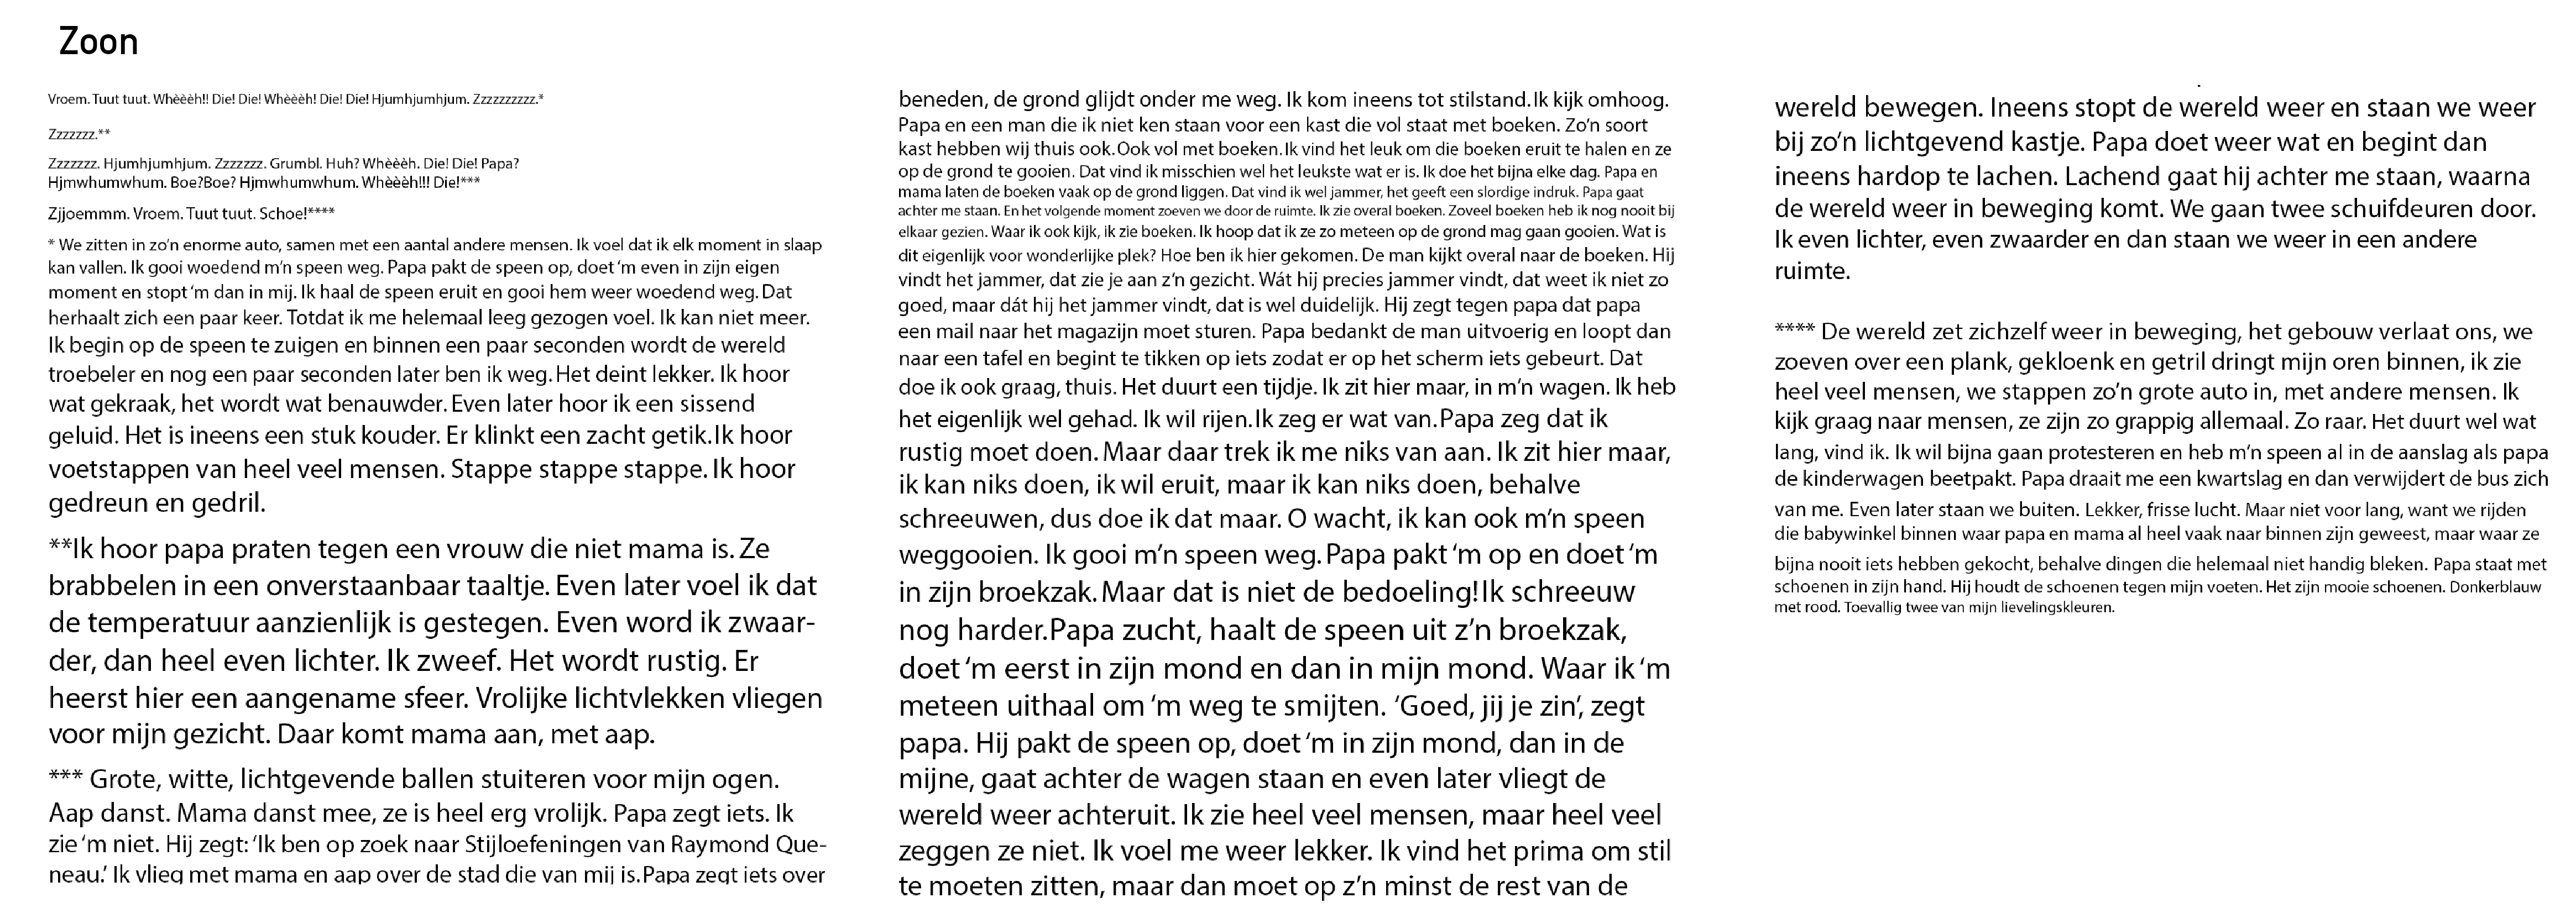 Zoon
Vroem. Tuut tuut. Whèèèh!! Die! Die! Whèèèh! Die! Die! Hjumhjumhjum. Zzzzzzzzzz.*
Zzzzzzz.**
Zzzzzzz. Hjumhjumhjum. Zzzzzzz. Grumbl. Huh? Whèèèh. Die! Die! Papa?
Hjmwhumwhum. Boe?Boe? Hjmwhumwhum. Whèèèh!!! Die!***
Zjjoemmm. Vroem. Tuut tuut. Schoe!****
* We zitten in zo’n enorme auto, samen met een aantal andere mensen. Ik voel dat ik elk moment in slaap
kan vallen. Ik gooi woedend m’n speen weg. Papa pakt de speen op, doet ‘m even in zijn eigen
moment en stopt ‘m dan in mij. Ik haal de speen eruit en gooi hem weer woedend weg. Dat
herhaalt zich een paar keer. Totdat ik me helemaal leeg gezogen voel. Ik kan niet meer.
Ik begin op de speen te zuigen en binnen een paar seconden wordt de wereld
troebeler en nog een paar seconden later ben ik weg. Het deint lekker. Ik hoor
wat gekraak, het wordt wat benauwder. Even later hoor ik een sissend
geluid. Het is ineens een stuk kouder. Er klinkt een zacht getik. Ik hoor
voetstappen van heel veel mensen. Stappe stappe stappe. Ik hoor
gedreun en gedril.
**Ik hoor papa praten tegen een vrouw die niet mama is. Ze
brabbelen in een onverstaanbaar taaltje. Even later voel ik dat
de temperatuur aanzienlijk is gestegen. Even word ik zwaar-
der, dan heel even lichter. Ik zweef. Het wordt rustig. Er
heerst hier een aangename sfeer. Vrolijke lichtvlekken vliegen
voor mijn gezicht. Daar komt mama aan, met aap.
*** Grote, witte, lichtgevende ballen stuiteren voor mijn ogen.
Aap danst. Mama danst mee, ze is heel erg vrolijk. Papa zegt iets. Ik
zie ‘m niet. Hij zegt: ‘Ik ben op zoek naar Stijloefeningen van Raymond Que-
neau.’ Ik vlieg met mama en aap over de stad die van mij is. Papa zegt iets over
beneden, de grond glijdt onder me weg. Ik kom ineens tot stilstand. Ik kijk omhoog.
Papa en een man die ik niet ken staan voor een kast die vol staat met boeken. Zo’n soort
kast hebben wij thuis ook. Ook vol met boeken. Ik vind het leuk om die boeken eruit te halen en ze
op de grond te gooien. Dat vind ik misschien wel het leukste wat er is. Ik doe het bijna elke dag. Papa en
mama laten de boeken vaak op de grond liggen. Dat vind ik wel jammer, het geeft een slordige indruk. Papa gaat
achter me staan. En het volgende moment zoeven we door de ruimte. Ik zie overal boeken. Zoveel boeken heb ik nog nooit bij
elkaar gezien. Waar ik ook kijk, ik zie boeken. Ik hoop dat ik ze zo meteen op de grond mag gaan gooien. Wat is
dit eigenlijk voor wonderlijke plek? Hoe ben ik hier gekomen. De man kijkt overal naar de boeken. Hij
vindt het jammer, dat zie je aan z’n gezicht. Wát hij precies jammer vindt, dat weet ik niet zo
goed, maar dát hij het jammer vindt, dat is wel duidelijk. Hij zegt tegen papa dat papa
een mail naar het magazijn moet sturen. Papa bedankt de man uitvoerig en loopt dan
naar een tafel en begint te tikken op iets zodat er op het scherm iets gebeurt. Dat
doe ik ook graag, thuis. Het duurt een tijdje. Ik zit hier maar, in m’n wagen. Ik heb
het eigenlijk wel gehad. Ik wil rijen. Ik zeg er wat van. Papa zeg dat ik
rustig moet doen. Maar daar trek ik me niks van aan. Ik zit hier maar,
ik kan niks doen, ik wil eruit, maar ik kan niks doen, behalve
schreeuwen, dus doe ik dat maar. O wacht, ik kan ook m’n speen
weggooien. Ik gooi m’n speen weg. Papa pakt ‘m op en doet ‘m
in zijn broekzak. Maar dat is niet de bedoeling! Ik schreeuw
nog harder. Papa zucht, haalt de speen uit z’n broekzak,
doet ‘m eerst in zijn mond en dan in mijn mond. Waar ik ‘m
meteen uithaal om ‘m weg te smijten. ‘Goed, jij je zin’, zegt
papa. Hij pakt de speen op, doet ‘m in zijn mond, dan in de
mijne, gaat achter de wagen staan en even later vliegt de
wereld weer achteruit. Ik zie heel veel mensen, maar heel veel
zeggen ze niet. Ik voel me weer lekker. Ik vind het prima om stil
te moeten zitten, maar dan moet op z’n minst de rest van de
wereld bewegen. Ineens stopt de wereld weer en staan we weer
bij zo’n lichtgevend kastje. Papa doet weer wat en begint dan
ineens hardop te lachen. Lachend gaat hij achter me staan, waarna
de wereld weer in beweging komt. We gaan twee schuifdeuren door.
Ik even lichter, even zwaarder en dan staan we weer in een andere
ruimte.
**** De wereld zet zichzelf weer in beweging, het gebouw verlaat ons, we
zoeven over een plank, gekloenk en getril dringt mijn oren binnen, ik zie
heel veel mensen, we stappen zo’n grote auto in, met andere mensen. Ik
kijk graag naar mensen, ze zijn zo grappig allemaal. Zo raar. Het duurt wel wat
lang, vind ik. Ik wil bijna gaan protesteren en heb m’n speen al in de aanslag als papa
de kinderwagen beetpakt. Papa draait me een kwartslag en dan verwijdert de bus zich
van me. Even later staan we buiten. Lekker, frisse lucht. Maar niet voor lang, want we rijden
die babywinkel binnen waar papa en mama al heel vaak naar binnen zijn geweest, maar waar ze
bijna nooit iets hebben gekocht, behalve dingen die helemaal niet handig bleken. Papa staat met
schoenen in zijn hand. Hij houdt de schoenen tegen mijn voeten. Het zijn mooie schoenen. Donkerblauw
met rood. Toevallig twee van mijn lievelingskleuren.